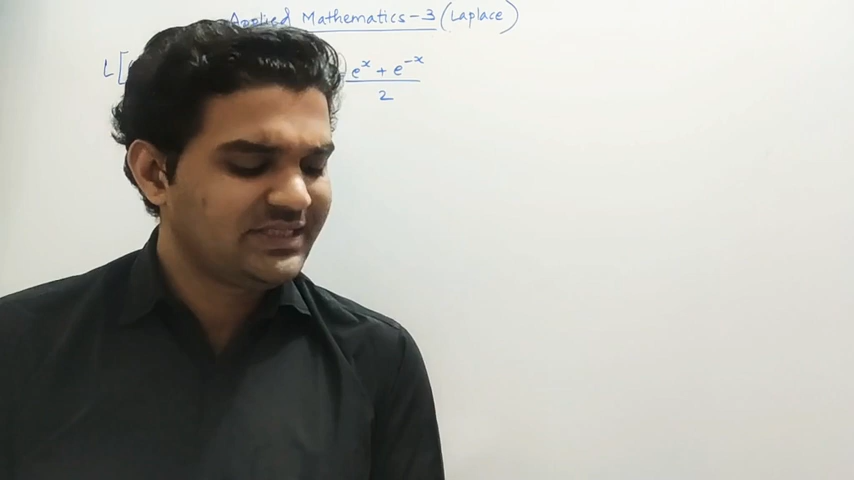 Applied Mathematics-3 (Laplace)
L[ e^x + e^-x / 2